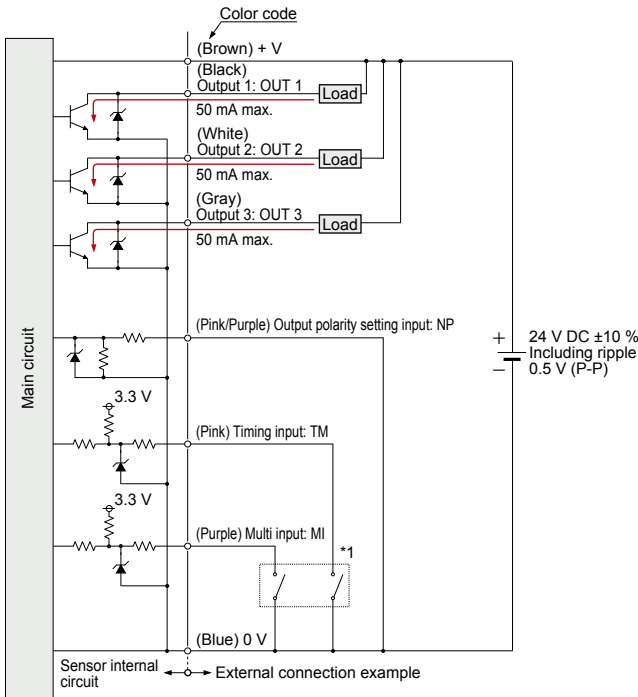 Color code
(Brown) + V
(Black)
Output 1: OUT 1
Load
50 mA max.
(White)
Output 2: OUT 2
Load
50 mA max.
(Gray)
Output 3: OUT 3
Load
50 mA max.
Main circuit
(Pink/Purple) Output polarity setting input: NP
+
24 V DC ±10 %
Including ripple
−
0.5 V (P-P)
3.3 V
(Pink) Timing input: TM
3.3 V
(Purple) Multi input: MI
*1
(Blue) 0 V
Sensor internal
circuit
External connection example